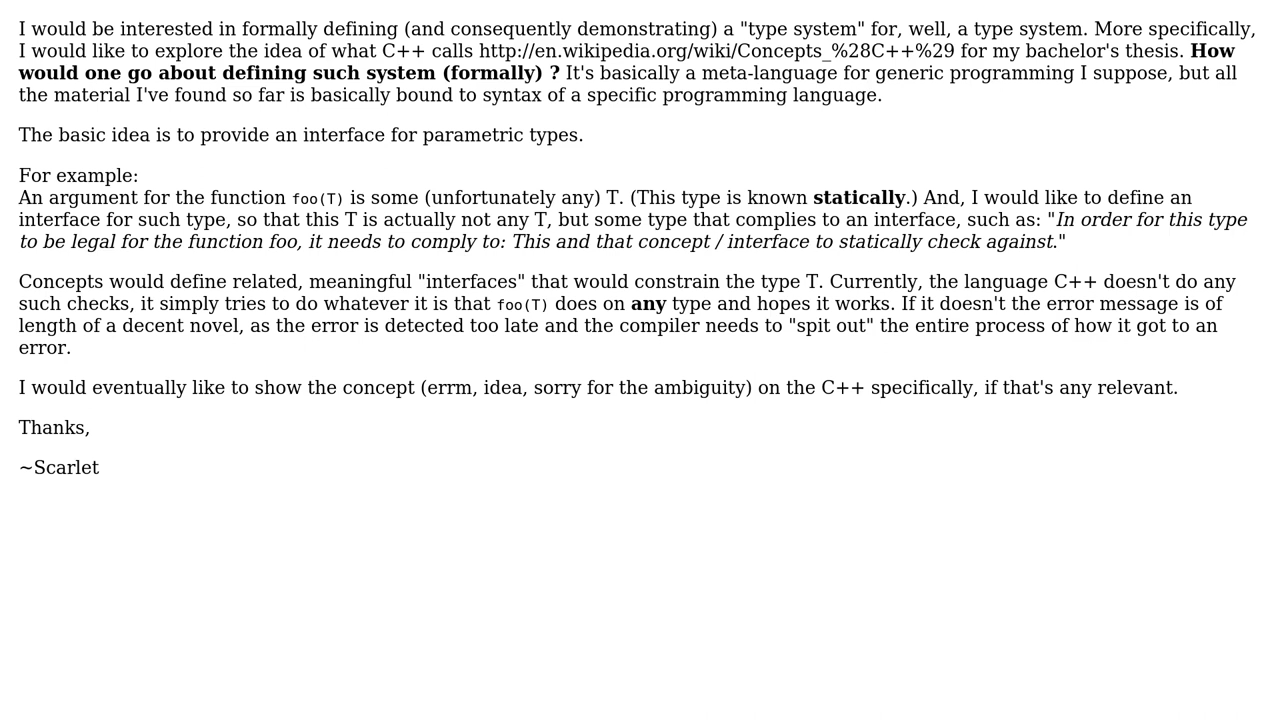 I would be interested in formally defining (and consequently demonstrating) a "type system" for, well, a type system. More specifically,
I would like to explore the idea of what C++ calls http://en.wikipedia.org/wiki/Concepts_%28C++%29 for my bachelor's thesis. How
would one go about defining such system (formally) ? It's basically a meta-language for generic programming I suppose, but all
the material I've found so far is basically bound to syntax of a specific programming language.
The basic idea is to provide an interface for parametric types.
For example:
An argument for the function foo(T) is some (unfortunately any) T. (This type is known statically.) And, I would like to define an
interface for such type, so that this T is actually not any T, but some type that complies to an interface, such as: "In order for this type
to be legal for the function foo, it needs to comply to: This and that concept / interface to statically check against."
Concepts would define related, meaningful "interfaces" that would constrain the type T. Currently, the language C++ doesn't do any
such checks, it simply tries to do whatever it is that foo(T) does on any type and hopes it works. If it doesn't the error message is of
length of a decent novel, as the error is detected too late and the compiler needs to "spit out" the entire process of how it got to an
error.
I would eventually like to show the concept (errm, idea, sorry for the ambiguity) on the C++ specifically, if that's any relevant.
Thanks,
~Scarlet